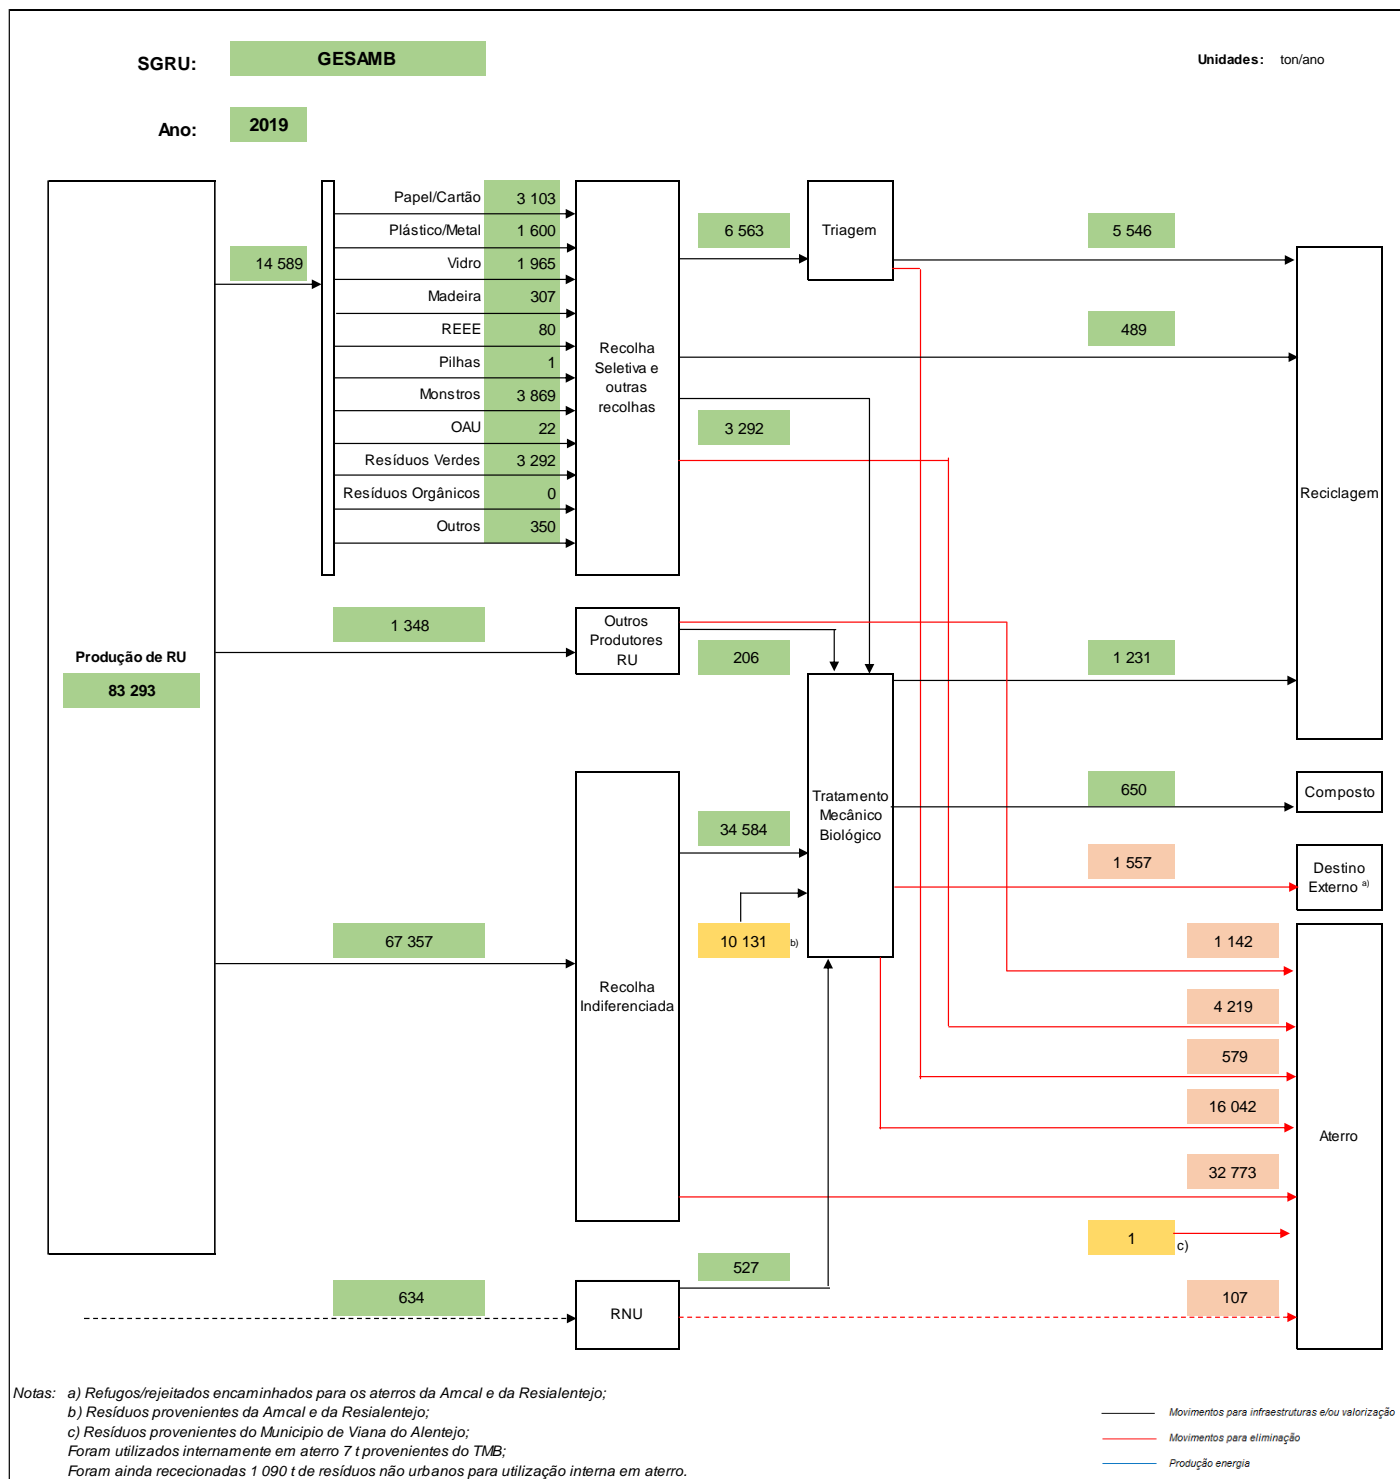 SGRU: GESAMB
Unidades: ton/ano
Ano: 2019
Papel/Cartão 3 103
Plástico/Metal 1 600
Vidro 1 965
Madeira 307
REEE 80
Pilhas 1
Monstros 3 869
OAU 22
Resíduos Verdes 3 292
Resíduos Orgânicos 0
Outros 350
14 589
Recolha
Seletiva e
outras
recolhas
6 563
Triagem
5 546
489
3 292
Reciclagem
1 348
Outros
Produtores
RU
206
1 231
Produção de RU
83 293
Tratamento
Mecânico
Biológico
650
Composto
34 584
1 557
Destino
Externo a)
67 357
10 131 b)
Recolha
Indiferenciada
1 142
4 219
579
16 042
Aterro
32 773
1 c)
527
634
RNU
107
Notas: a) Refugos/rejeitados encaminhados para os aterros da Amcal e da Resialentejo;
b) Resíduos provenientes da Amcal e da Resialentejo;
c) Resíduos provenientes do Municipio de Viana do Alentejo;
Foram utilizados internamente em aterro 7 t provenientes do TMB;
Foram ainda rececionadas 1 090 t de resíduos não urbanos para utilização interna em aterro.
Movimentos para infraestruturas e/ou valorização
Movimentos para eliminação
Produção energia